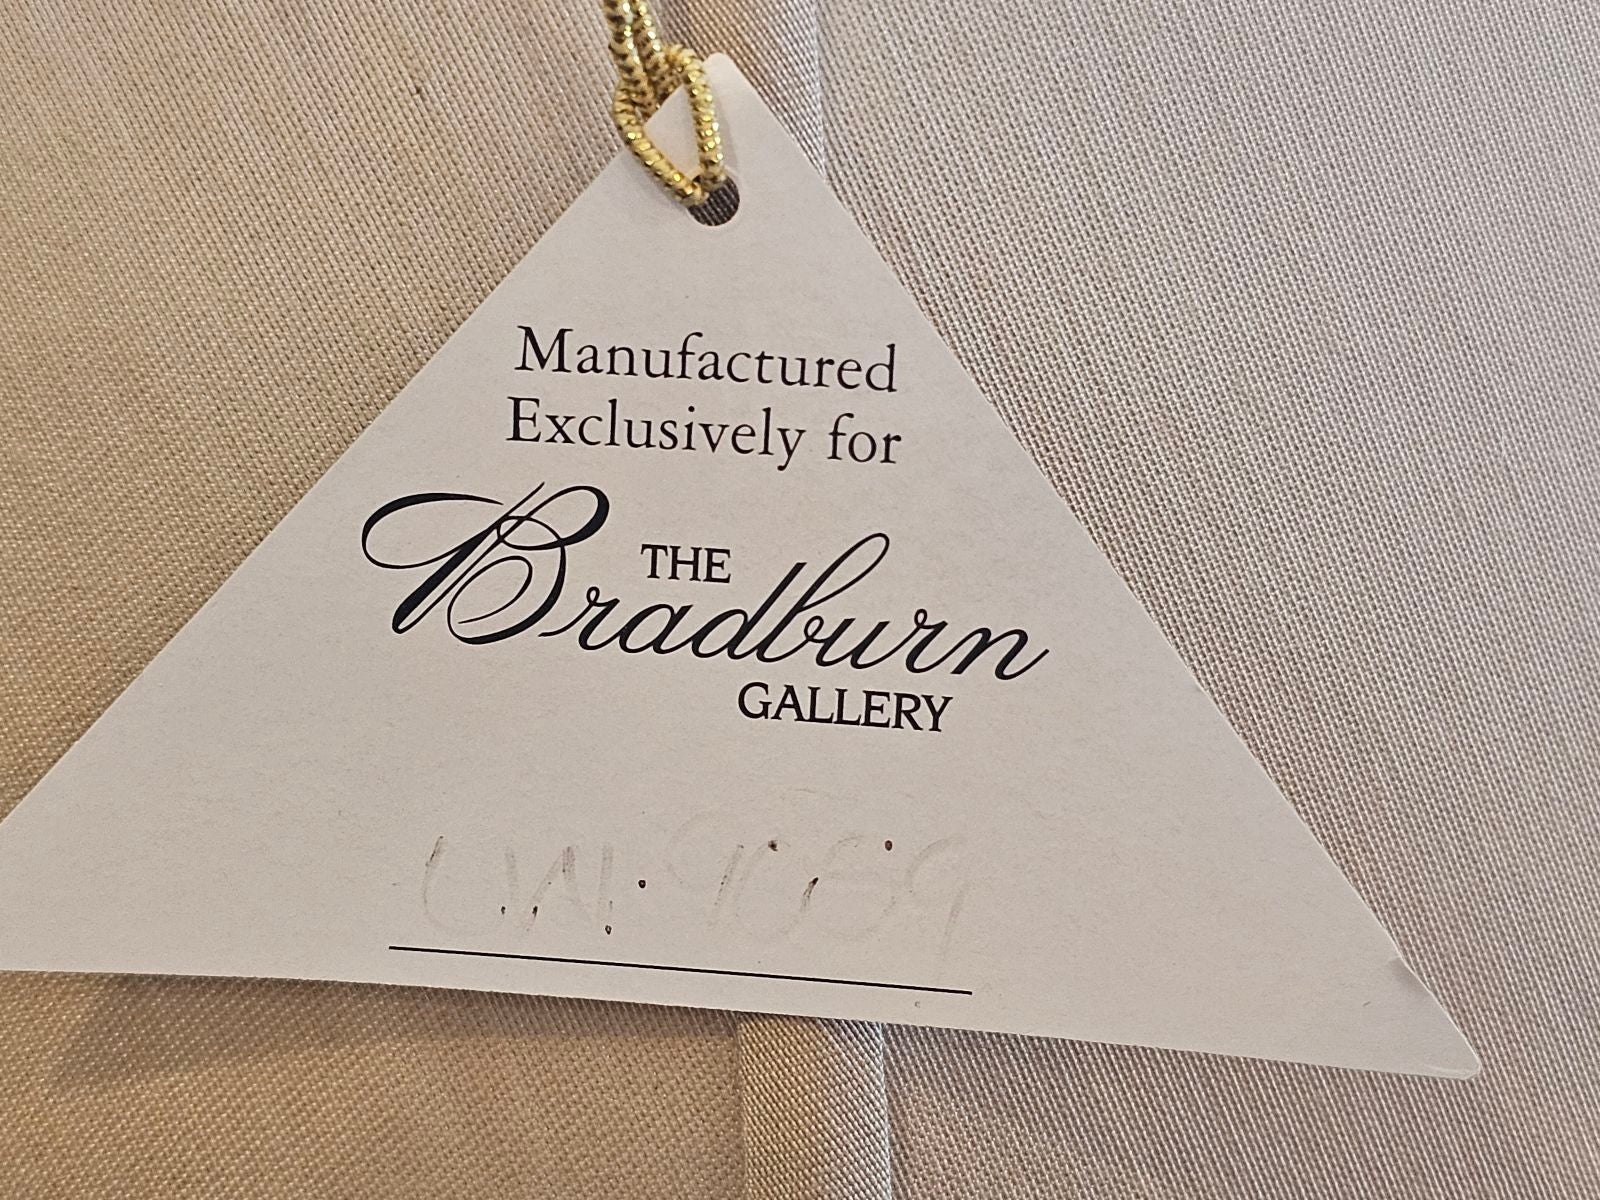 Manufactured
Exclusively for
THE
Bradburn
GALLERY